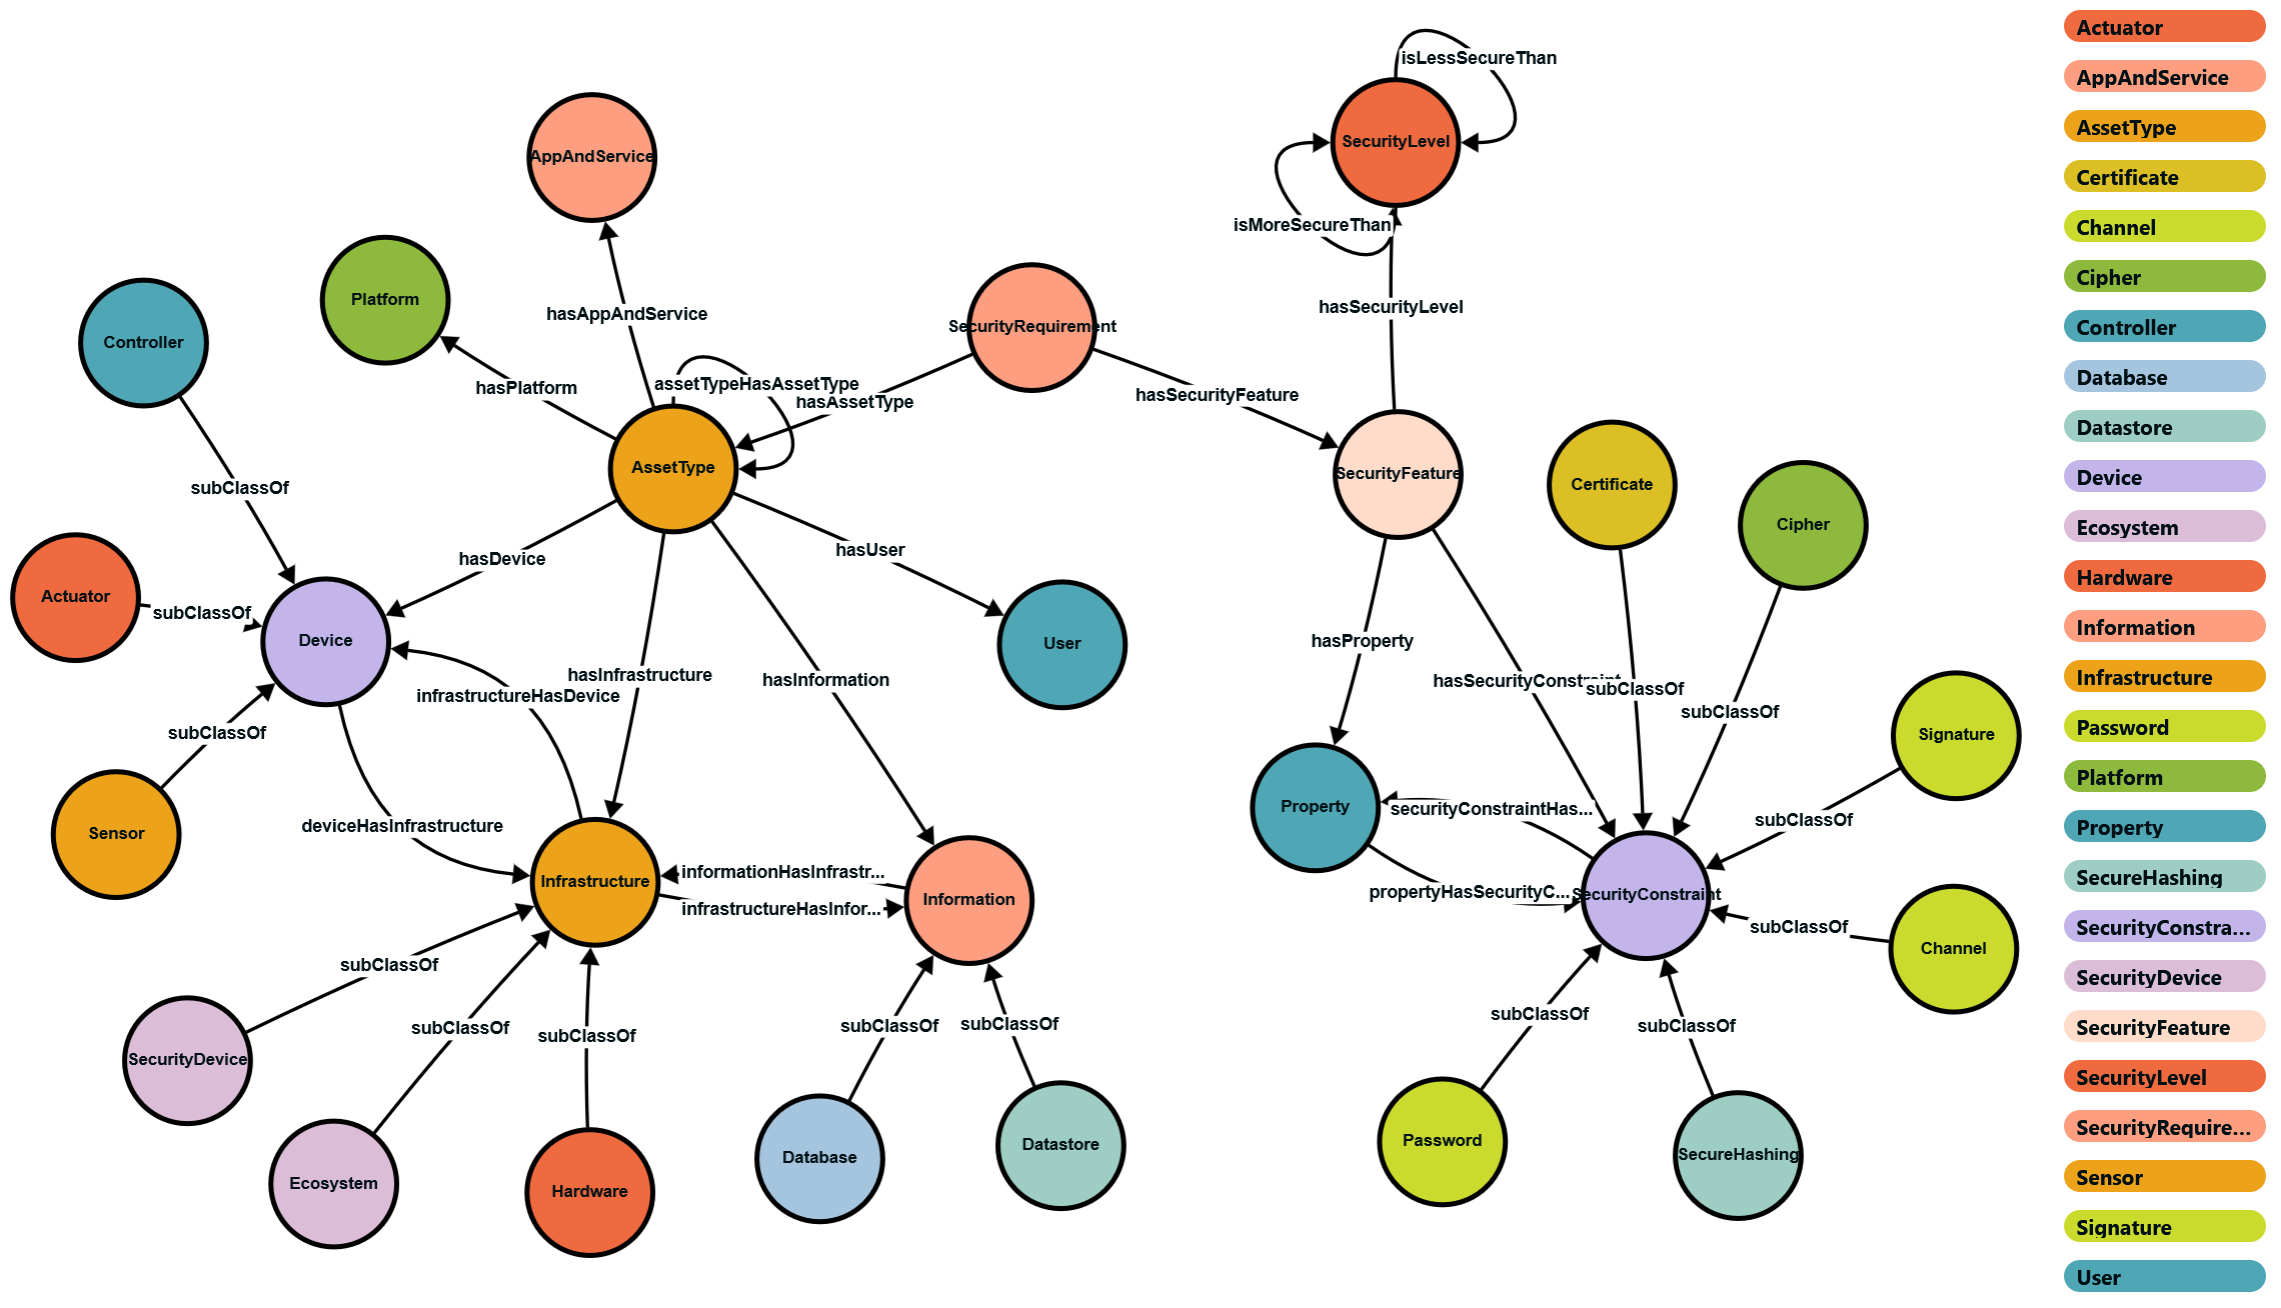 isLessSecureThan
SecurityLevel
AppAndService
isMoreSecureThan
Platform
hasSecurityLevel
hasAppAndService
SecurityRequirement
Controller
hasPlatform
assetTypeHasAssetType
hasAssetType
hasSecurityFeature
AssetType
SecurityFeature
Certificate
subClassOf
Cipher
hasDevice
hasUser
Actuator
subClassOf
Device
hasProperty
User
hasInfrastructure
infrastructureHasDevice
hasInformation
hasSecurityConstraint
subClassOf
subClassOf
subClassOf
Signature
Property
securityConstraintHas...
subClassOf
deviceHasInfrastructure
Sensor
Infrastructure
informationHasInfrastr...
infrastructureHasInfor...
Information
propertyHasSecurityC...
SecurityConstraint
subClassOf
Channel
subClassOf
subClassOf
subClassOf
subClassOf
subClassOf
subClassOf
subClassOf
SecurityDevice
Ecosystem
Hardware
Database
Datastore
Password
SecureHashing
Actuator
AppAndService
AssetType
Certificate
Channel
Cipher
Controller
Database
Datastore
Device
Ecosystem
Hardware
Information
Infrastructure
Password
Platform
Property
SecureHashing
SecurityConstra...
SecurityDevice
SecurityFeature
SecurityLevel
SecurityRequire...
Sensor
Signature
User